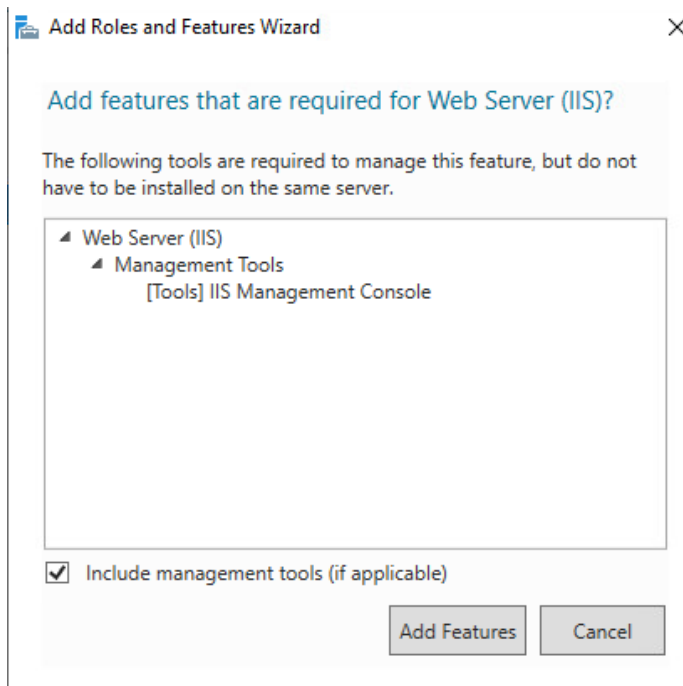 Add Roles and Features Wizard
Add features that are required for Web Server (IIS)?
The following tools are required to manage this feature, but do not
have to be installed on the same server.
Web Server (IIS)
Management Tools
[Tools] IIS Management Console
Include management tools (if applicable)
Add Features Cancel